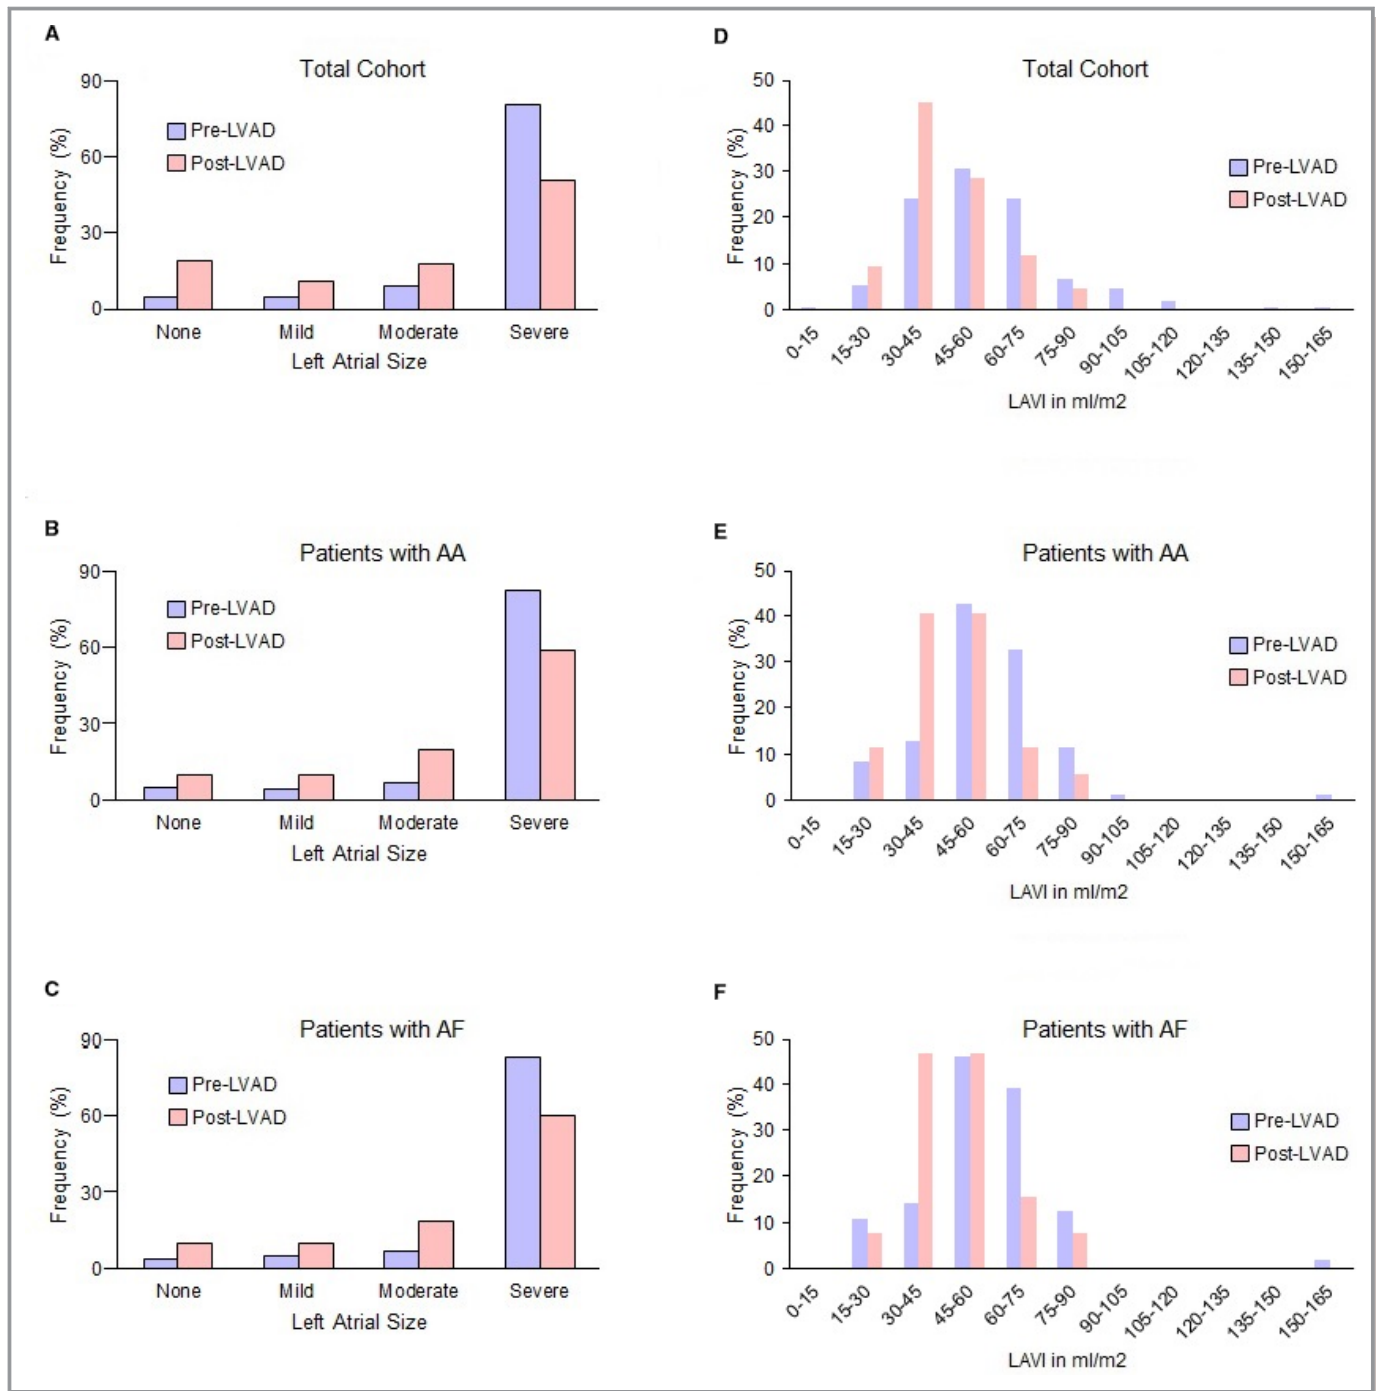 A
Total Cohort
90
60
30
0
Frequency (%)
Pre-LVAD
Post-LVAD
None Mild Moderate Severe
Left Atrial Size
D
Total Cohort
50
40
30
20
10
0
Frequency (%)
Pre-LVAD
Post-LVAD
0-15 15-30 30-45 45-60 60-75 75-90 90-105 105-120 120-135 135-150 150-165
LAVI in ml/m2
B
Patients with AA
90
60
30
0
Frequency (%)
Pre-LVAD
Post-LVAD
None Mild Moderate Severe
Left Atrial Size
E
Patients with AA
50
40
30
20
10
0
Frequency (%)
Pre-LVAD
Post-LVAD
0-15 15-30 30-45 45-60 60-75 75-90 90-105 105-120 120-135 135-150 150-165
LAVI in ml/m2
C
Patients with AF
90
60
30
0
Frequency (%)
Pre-LVAD
Post-LVAD
None Mild Moderate Severe
Left Atrial Size
F
Patients with AF
50
40
30
20
10
0
Frequency (%)
Pre-LVAD
Post-LVAD
0-15 15-30 30-45 45-60 60-75 75-90 90-105 105-120 120-135 135-150 150-165
LAVI in ml/m2